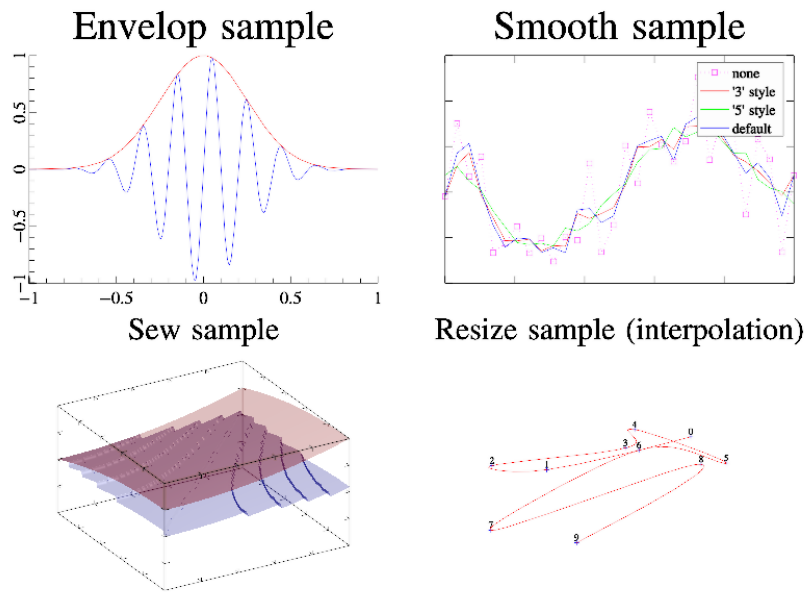 Envelop sample
1
0.5
0
−0.5
−1
−1
−0.5
0
0.5
1
Smooth sample
none
'3' style
'5' style
default
Sew sample
Resize sample (interpolation)
4
0
3
6
2
1
8
5
7
9